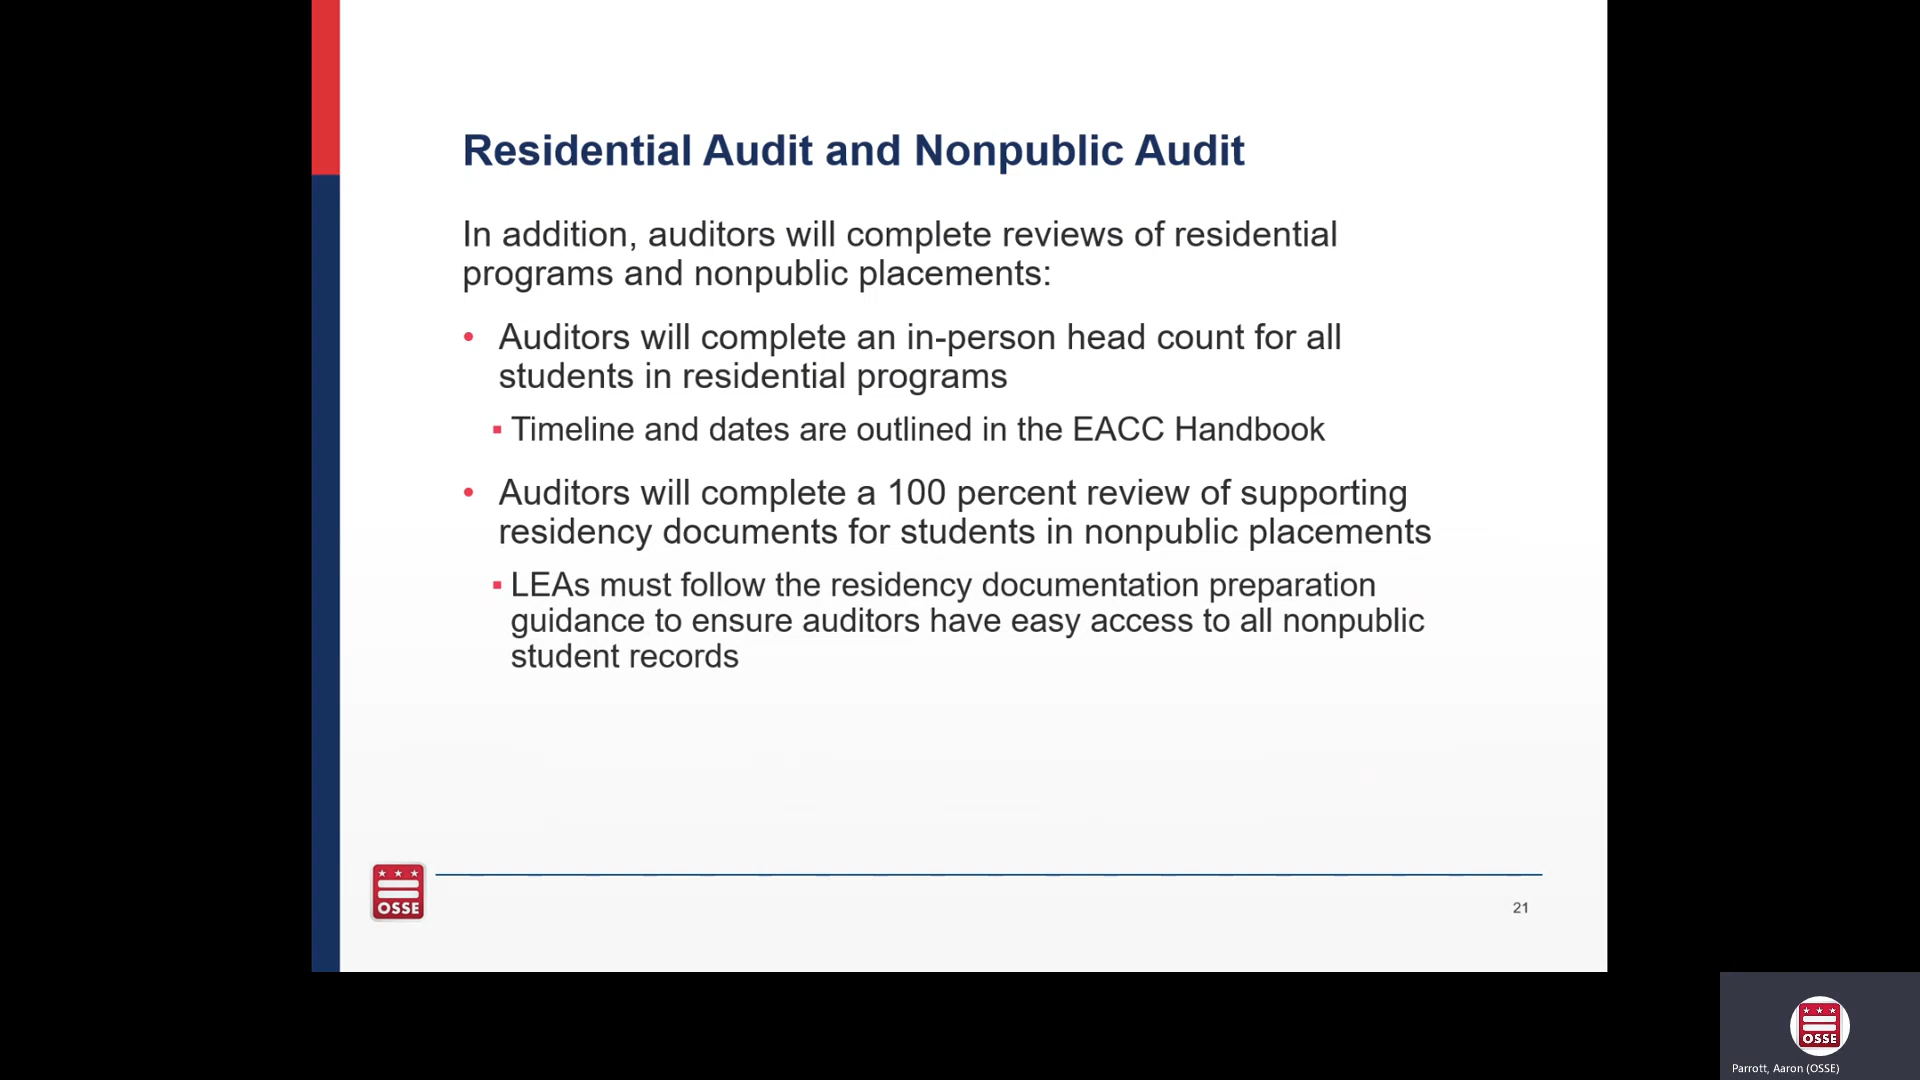 Residential Audit and Nonpublic Audit
In addition, auditors will complete reviews of residential
programs and nonpublic placements:
• Auditors will complete an in-person head count for all
students in residential programs
▪ Timeline and dates are outlined in the EACC Handbook
• Auditors will complete a 100 percent review of supporting
residency documents for students in nonpublic placements
▪ LEAs must follow the residency documentation preparation
guidance to ensure auditors have easy access to all nonpublic
student records
OSSE
21
OSSE
Parrott, Aaron (OSSE)